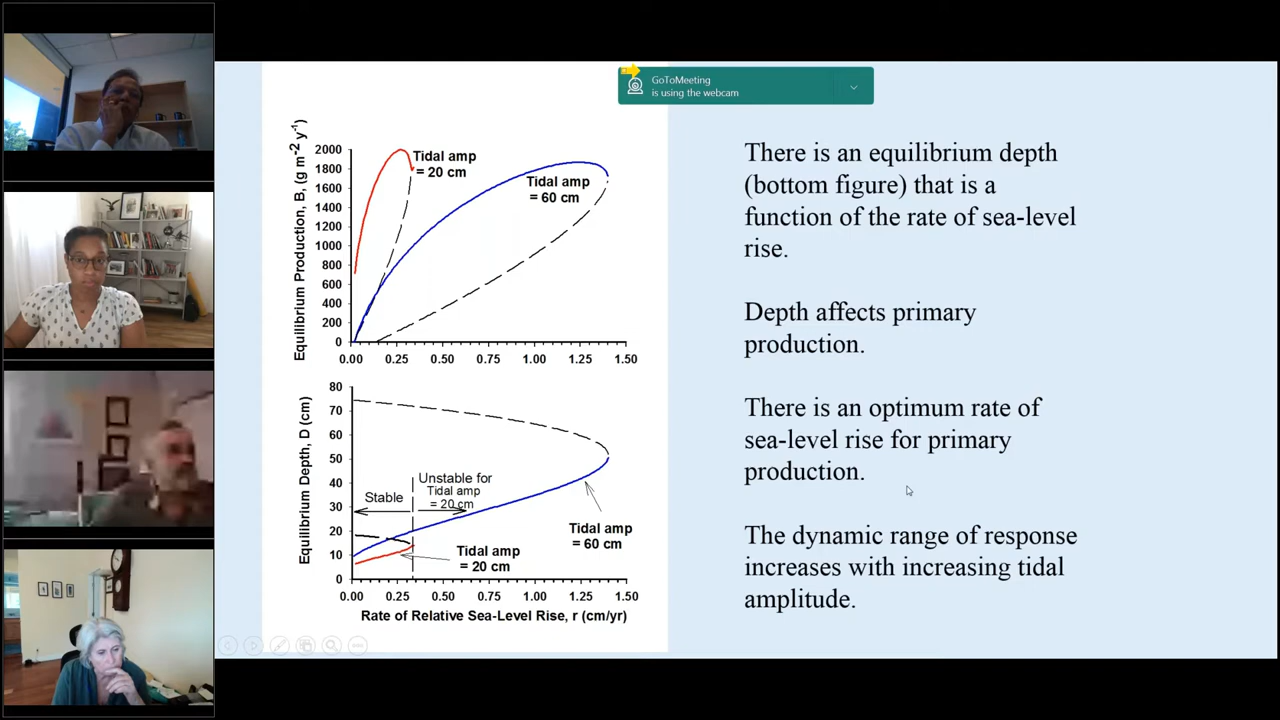 GoToMeeting
is using the webcam
Equilibrium Production, B, (g m-2 y-1)
2000
1800
1600
1400
1200
1000
800
600
400
200
0
Tidal amp
= 20 cm
Tidal amp
= 60 cm
0.00 0.25 0.50 0.75 1.00 1.25 1.50
Equilibrium Depth, D (cm)
80
70
60
50
40
30
20
10
0
Stable
Unstable for
Tidal amp
= 20 cm
Tidal amp
= 60 cm
Tidal amp
= 20 cm
0.00 0.25 0.50 0.75 1.00 1.25 1.50
Rate of Relative Sea-Level Rise, r (cm/yr)
There is an equilibrium depth
(bottom figure) that is a
function of the rate of sea-level
rise.
Depth affects primary
production.
There is an optimum rate of
sea-level rise for primary
production.
The dynamic range of response
increases with increasing tidal
amplitude.